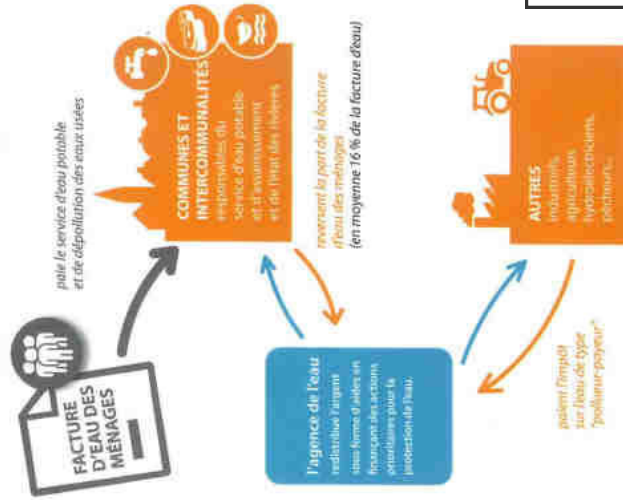 FACTURE
D'EAU DES
MÉNAGES
paie le service d'eau potable
et de dépollution des eaux usées
COMMUNES ET
INTERCOMMUNALITÉS
responsables du
service d'eau potable
et d'assainissement
et de l'état des rivières
reversent la part de la facture
d'eau des ménages
(en moyenne 16 % de la facture d'eau)
l'agence de l'eau
redistribue l'argent
sous forme d'aides en
finançant des actions
prioritaires pour la
protection de l'eau.
paient l'impôt
sur l'eau de type
"pollueur-payeur"
AUTRES
industriels,
agriculteurs
hydroélectriciens,
pêcheurs...